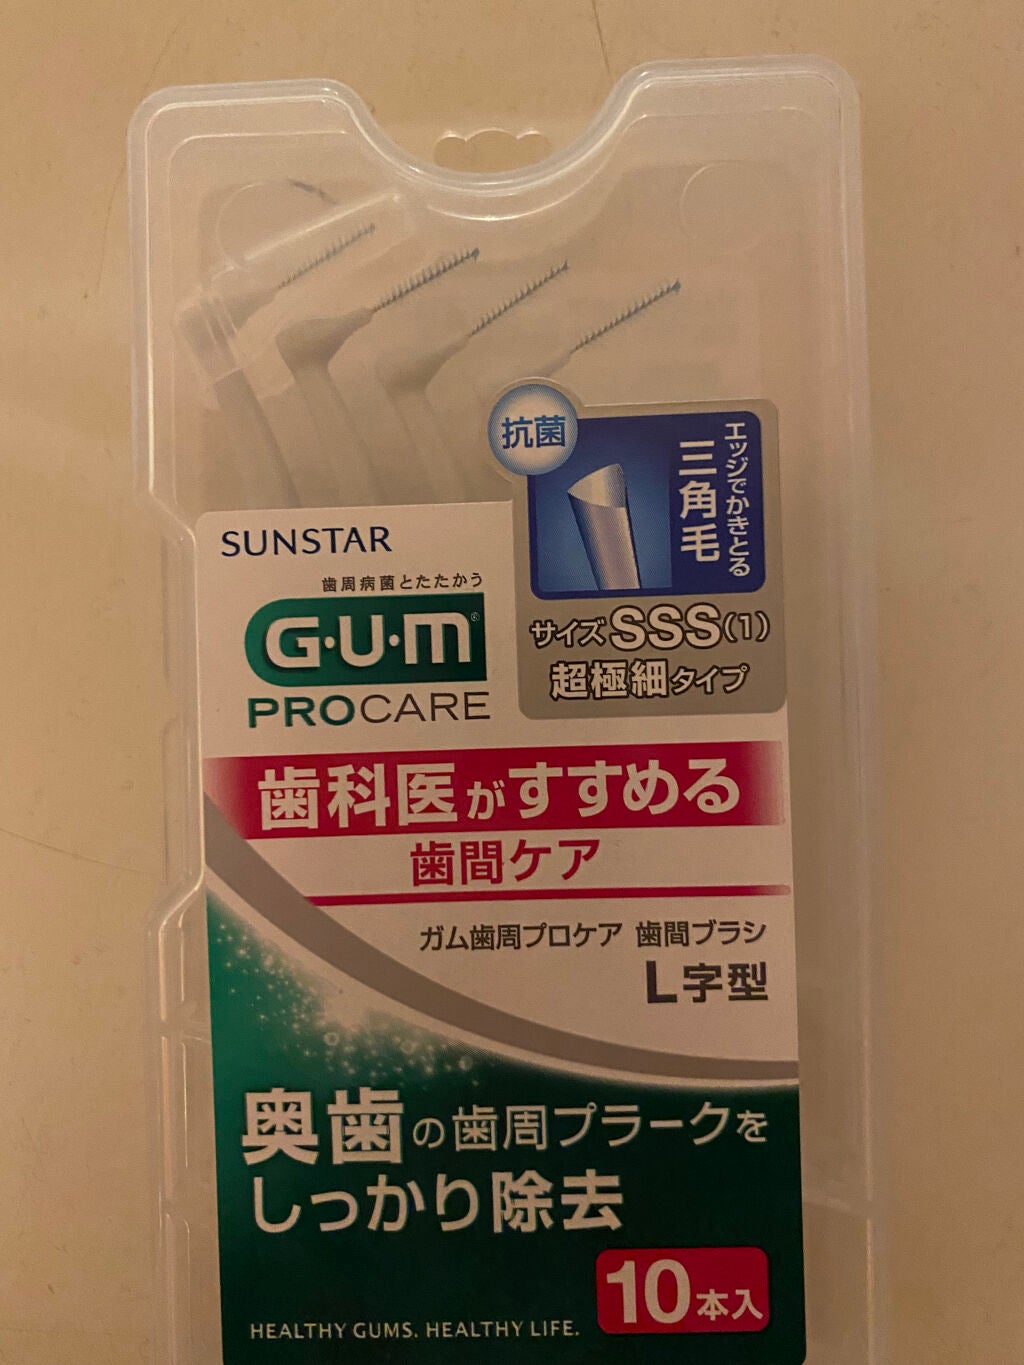 抗菌
エッジでかきとる
三角毛
サイズSSS(1)
超極細タイプ
SUNSTAR
歯周病菌とたたかう
G・U・M®
PROCARE
歯科医がすすめる
歯間ケア
ガム歯周プロケア 歯間ブラシ
L字型
奥歯の歯周プラークを
しっかり除去
10本入
HEALTHY GUMS. HEALTHY LIFE.